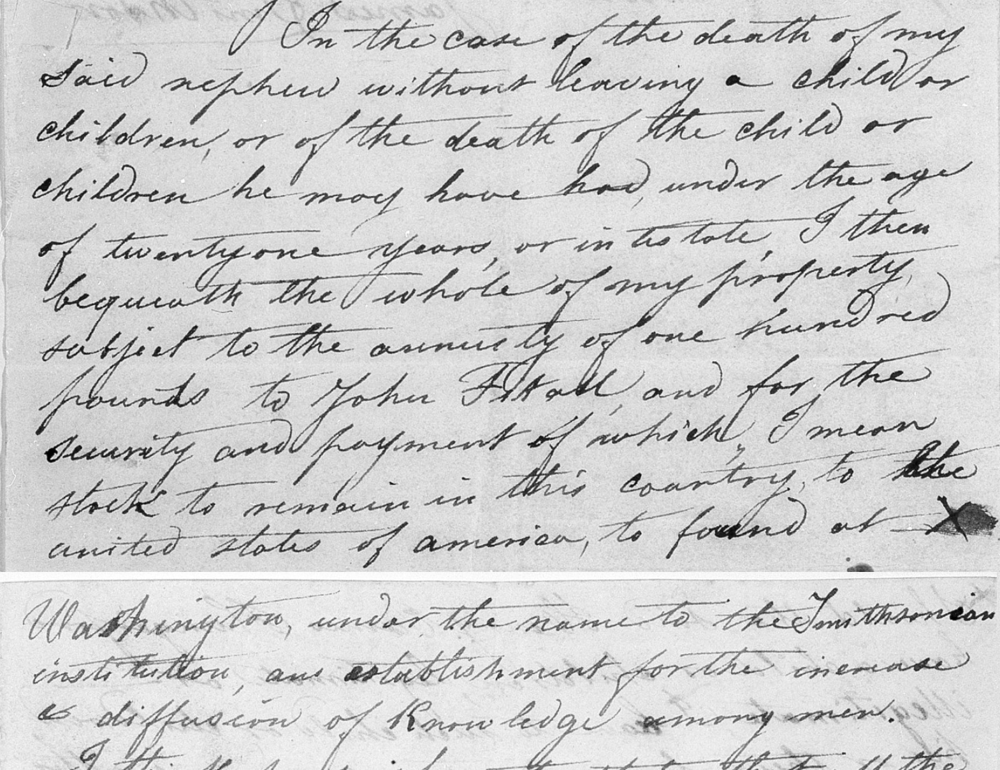 In the case of the death of my
said nephew without leaving a child or
children, or of the death of the child or
children he may have had, under the age
of twentyone years, or intestate, I then
bequeath the whole of my property,
subject to the annuity of one hundred
pounds to John Fitall, and for the
security and payment of which, I mean
stock to remain in this country, to the
united states of america, to found at
Washington, under the name to the Smithsonian
institution, an establishment for the increase
& diffusion of Knowledge among men.
I think
the